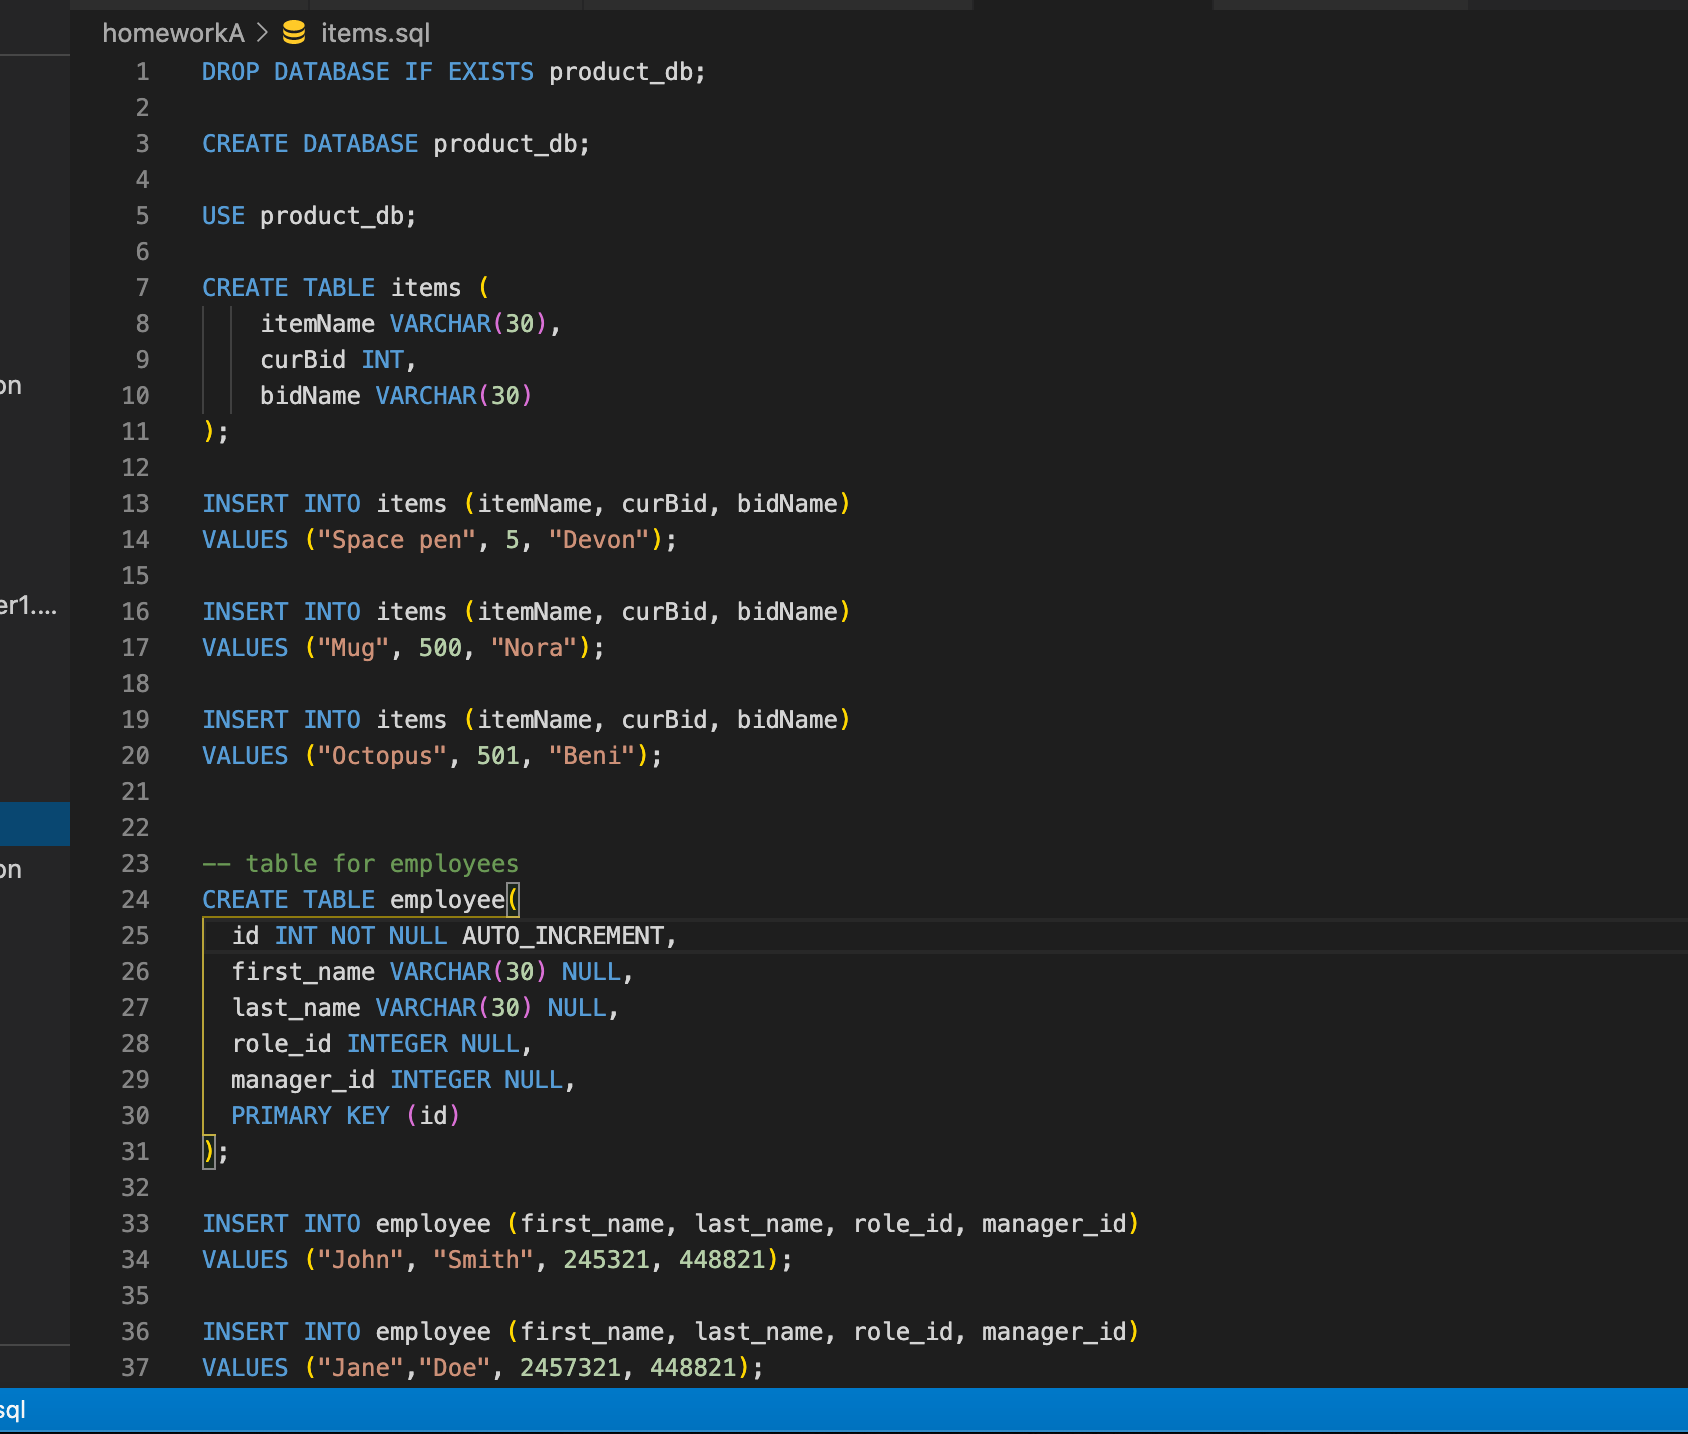 homeworkA > items.sql
1 DROP DATABASE IF EXISTS product_db;
2
3 CREATE DATABASE product_db;
4
5 USE product_db;
6
7 CREATE TABLE items (
8     itemName VARCHAR(30),
9     curBid INT,
10     bidName VARCHAR(30)
11 );
12
13 INSERT INTO items (itemName, curBid, bidName)
14 VALUES ("Space pen", 5, "Devon");
15
16 INSERT INTO items (itemName, curBid, bidName)
17 VALUES ("Mug", 500, "Nora");
18
19 INSERT INTO items (itemName, curBid, bidName)
20 VALUES ("Octopus", 501, "Beni");
21
22
23 -- table for employees
24 CREATE TABLE employee(
25   id INT NOT NULL AUTO_INCREMENT,
26   first_name VARCHAR(30) NULL,
27   last_name VARCHAR(30) NULL,
28   role_id INTEGER NULL,
29   manager_id INTEGER NULL,
30   PRIMARY KEY (id)
31 );
32
33 INSERT INTO employee (first_name, last_name, role_id, manager_id)
34 VALUES ("John", "Smith", 245321, 448821);
35
36 INSERT INTO employee (first_name, last_name, role_id, manager_id)
37 VALUES ("Jane","Doe", 2457321, 448821);
on
er1....
on
sql